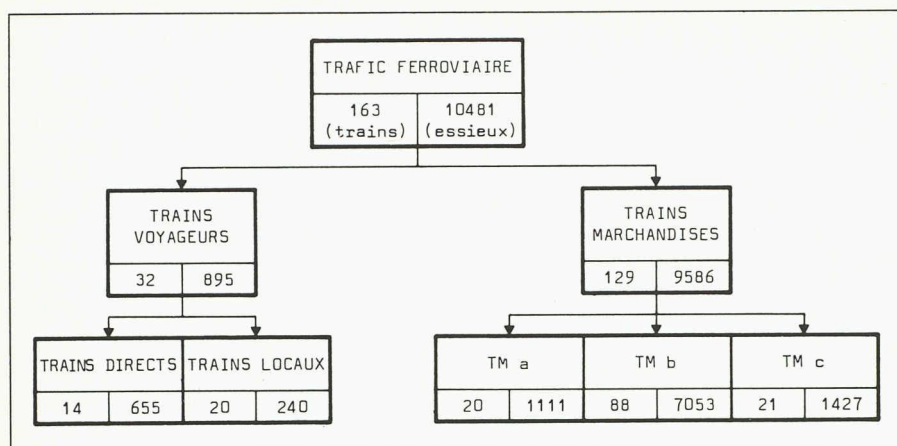 TRAFIC FERROVIAIRE
163 10481
(trains) (essieux)
TRAINS
VOYAGEURS
32 895
TRAINS
MARCHANDISES
129 9586
TRAINS DIRECTS TRAINS LOCAUX
14 655 20 240
TM a TM b TM c
20 1111 88 7053 21 1427